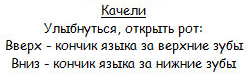 Качели
Улыбнуться, открыть рот:
Вверх - кончик языка за верхние зубы
Вниз - кончик языка за нижние зубы